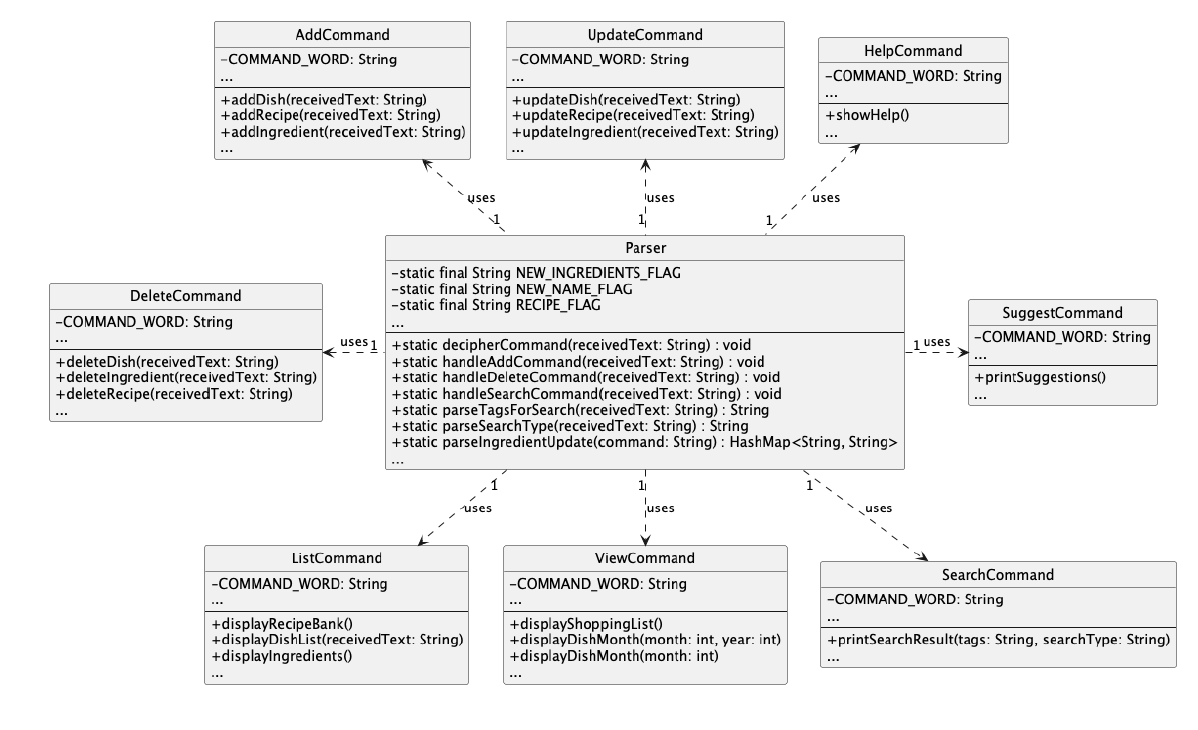 AddCommand
-COMMAND_WORD: String
...
+addDish(receivedText: String)
+addRecipe(receivedText: String)
+addIngredient(receivedText: String)
...
UpdateCommand
-COMMAND_WORD: String
...
+updateDish(receivedText: String)
+updateRecipe(receivedText: String)
+updateIngredient(receivedText: String)
...
HelpCommand
-COMMAND_WORD: String
...
+showHelp()
...
uses
1
uses
1
uses
1
DeleteCommand
-COMMAND_WORD: String
...
+deleteDish(receivedText: String)
+deleteIngredient(receivedText: String)
+deleteRecipe(receivedText: String)
...
uses
1
Parser
-static final String NEW_INGREDIENTS_FLAG
-static final String NEW_NAME_FLAG
-static final String RECIPE_FLAG
...
+static decipherCommand(receivedText: String) : void
+static handleAddCommand(receivedText: String) : void
+static handleDeleteCommand(receivedText: String) : void
+static handleSearchCommand(receivedText: String) : void
+static parseTagsForSearch(receivedText: String) : String
+static parseSearchType(receivedText: String) : String
+static parseIngredientUpdate(command: String) : HashMap<String, String>
...
1
uses
SuggestCommand
-COMMAND_WORD: String
...
+printSuggestions()
...
1
uses
1
uses
1
uses
ListCommand
-COMMAND_WORD: String
...
+displayRecipeBank()
+displayDishList(receivedText: String)
+displayIngredients()
...
ViewCommand
-COMMAND_WORD: String
...
+displayShoppingList()
+displayDishMonth(month: int, year: int)
+displayDishMonth(month: int)
...
SearchCommand
-COMMAND_WORD: String
...
+printSearchResult(tags: String, searchType: String)
...